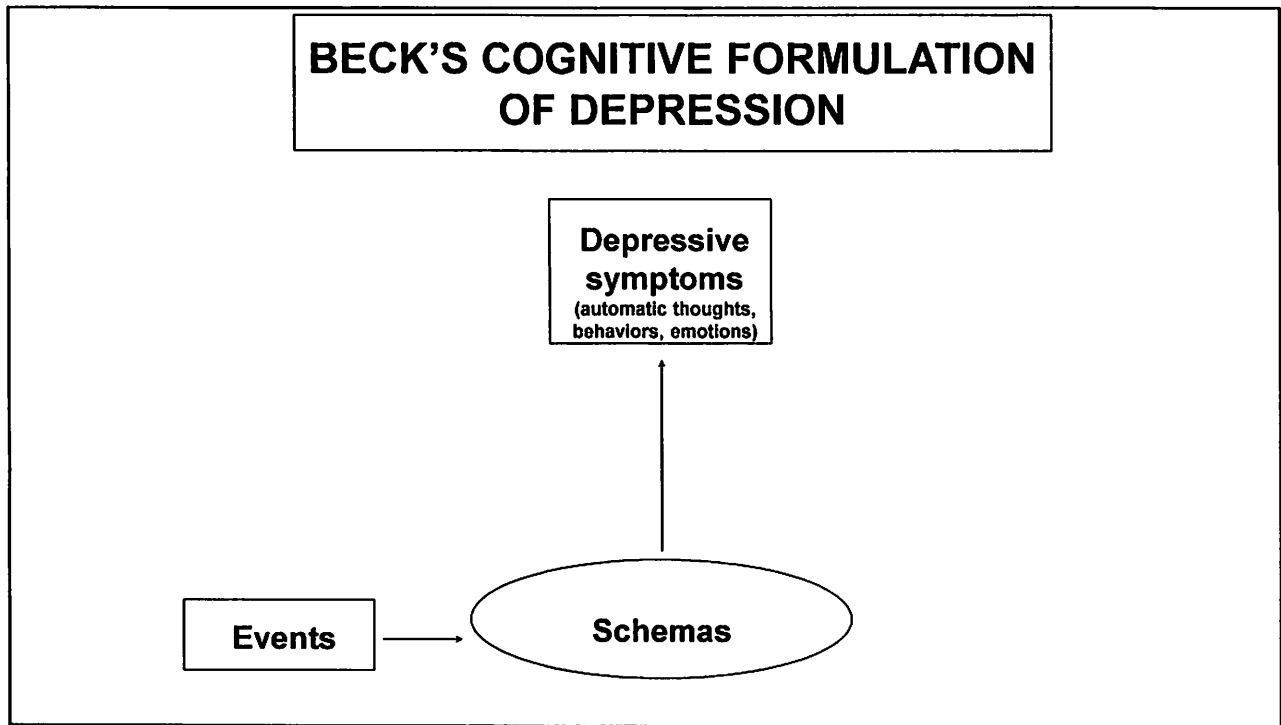 BECK'S COGNITIVE FORMULATION
OF DEPRESSION
Depressive
symptoms
(automatic thoughts,
behaviors, emotions)
Events
Schemas